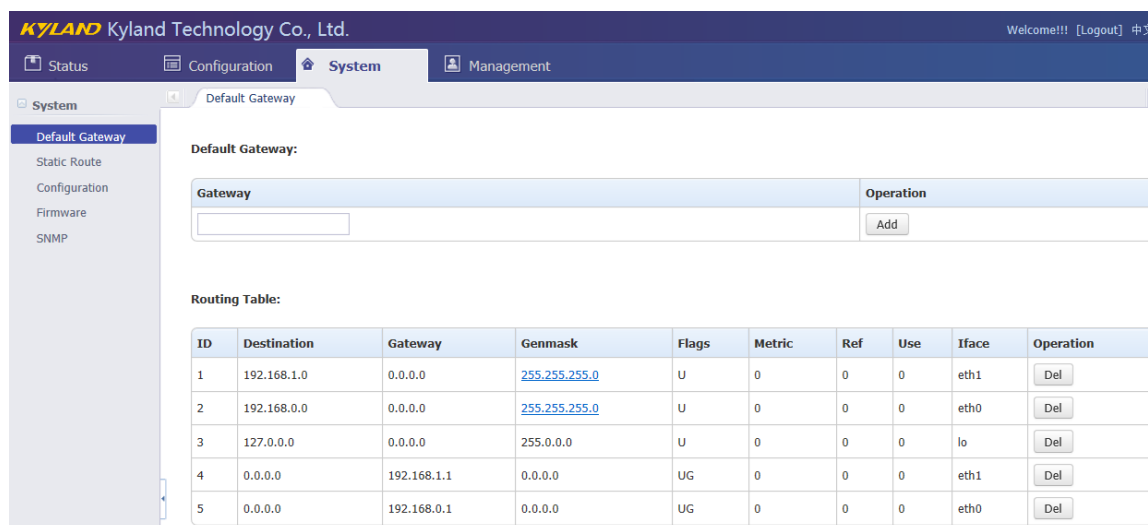 KYLAND Kyland Technology Co., Ltd. Welcome!!! [Logout] 中文
Status Configuration System Management
System Default Gateway
Default Gateway
Static Route
Configuration
Firmware
SNMP
Default Gateway:
Gateway Operation
Add
Routing Table:
ID Destination Gateway Genmask Flags Metric Ref Use Iface Operation
1 192.168.1.0 0.0.0.0 255.255.255.0 U 0 0 0 eth1 Del
2 192.168.0.0 0.0.0.0 255.255.255.0 U 0 0 0 eth0 Del
3 127.0.0.0 0.0.0.0 255.0.0.0 U 0 0 0 lo Del
4 0.0.0.0 192.168.1.1 0.0.0.0 UG 0 0 0 eth1 Del
5 0.0.0.0 192.168.0.1 0.0.0.0 UG 0 0 0 eth0 Del